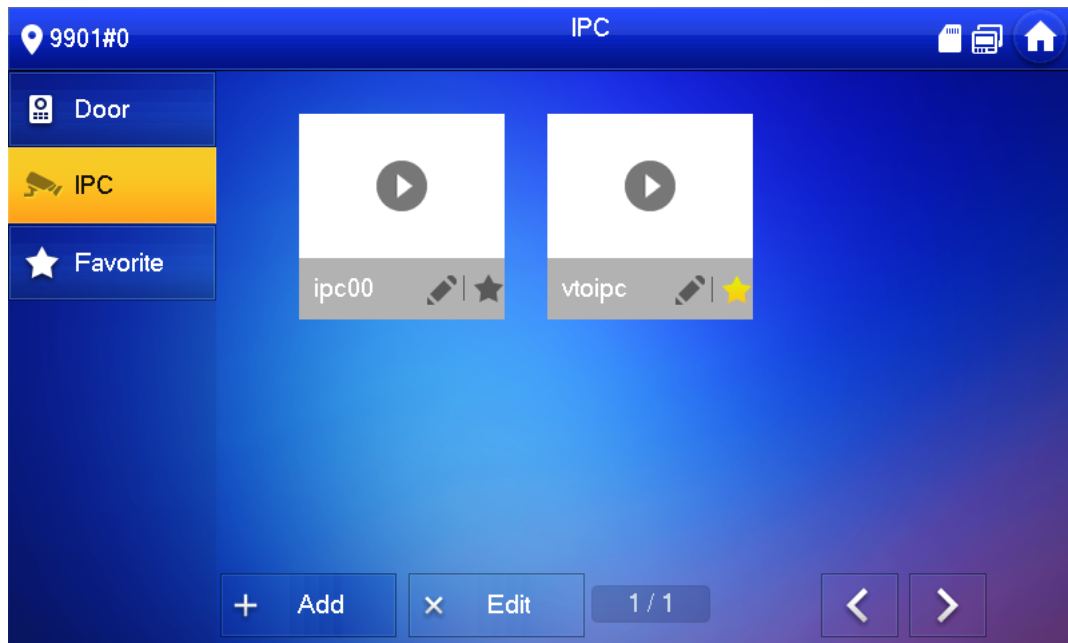 9901#0
IPC
Door
IPC
Favorite
ipc00
vtoipc
+ Add
× Edit
1 / 1